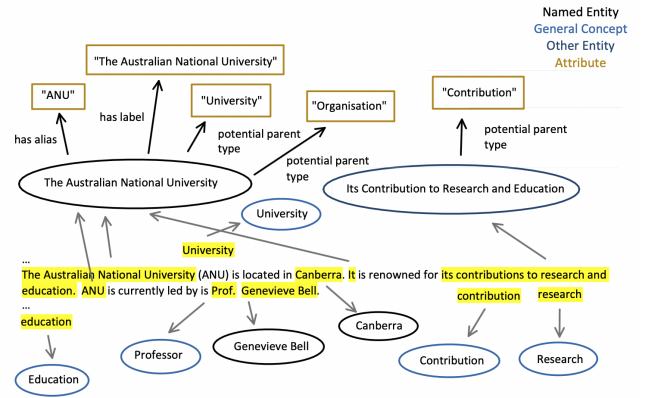 Named Entity
General Concept
Other Entity
Attribute
"The Australian National University"
"ANU"
"University"
"Organisation"
"Contribution"
has alias
has label
potential parent
type
potential parent
type
potential parent
type
The Australian National University
Its Contribution to Research and Education
University
University
...
The Australian National University (ANU) is located in Canberra. It is renowned for its contributions to research and
education. ANU is currently led by is Prof. Genevieve Bell.
...
contribution
research
education
Canberra
Professor
Genevieve Bell
Contribution
Research
Education